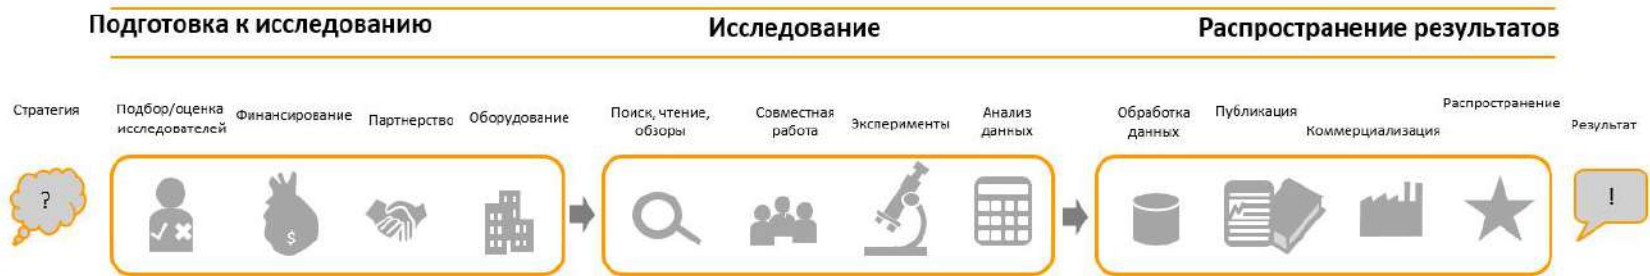 Подготовка к исследованию
Исследование
Распространение результатов
Стратегия
Подбор/оценка
исследователей
Финансирование
Партнерство
Оборудование
Поиск, чтение,
обзоры
Совместная
работа
Эксперименты
Анализ
данных
Обработка
данных
Публикация
Коммерциализация
Распространение
Результат
?
$
!